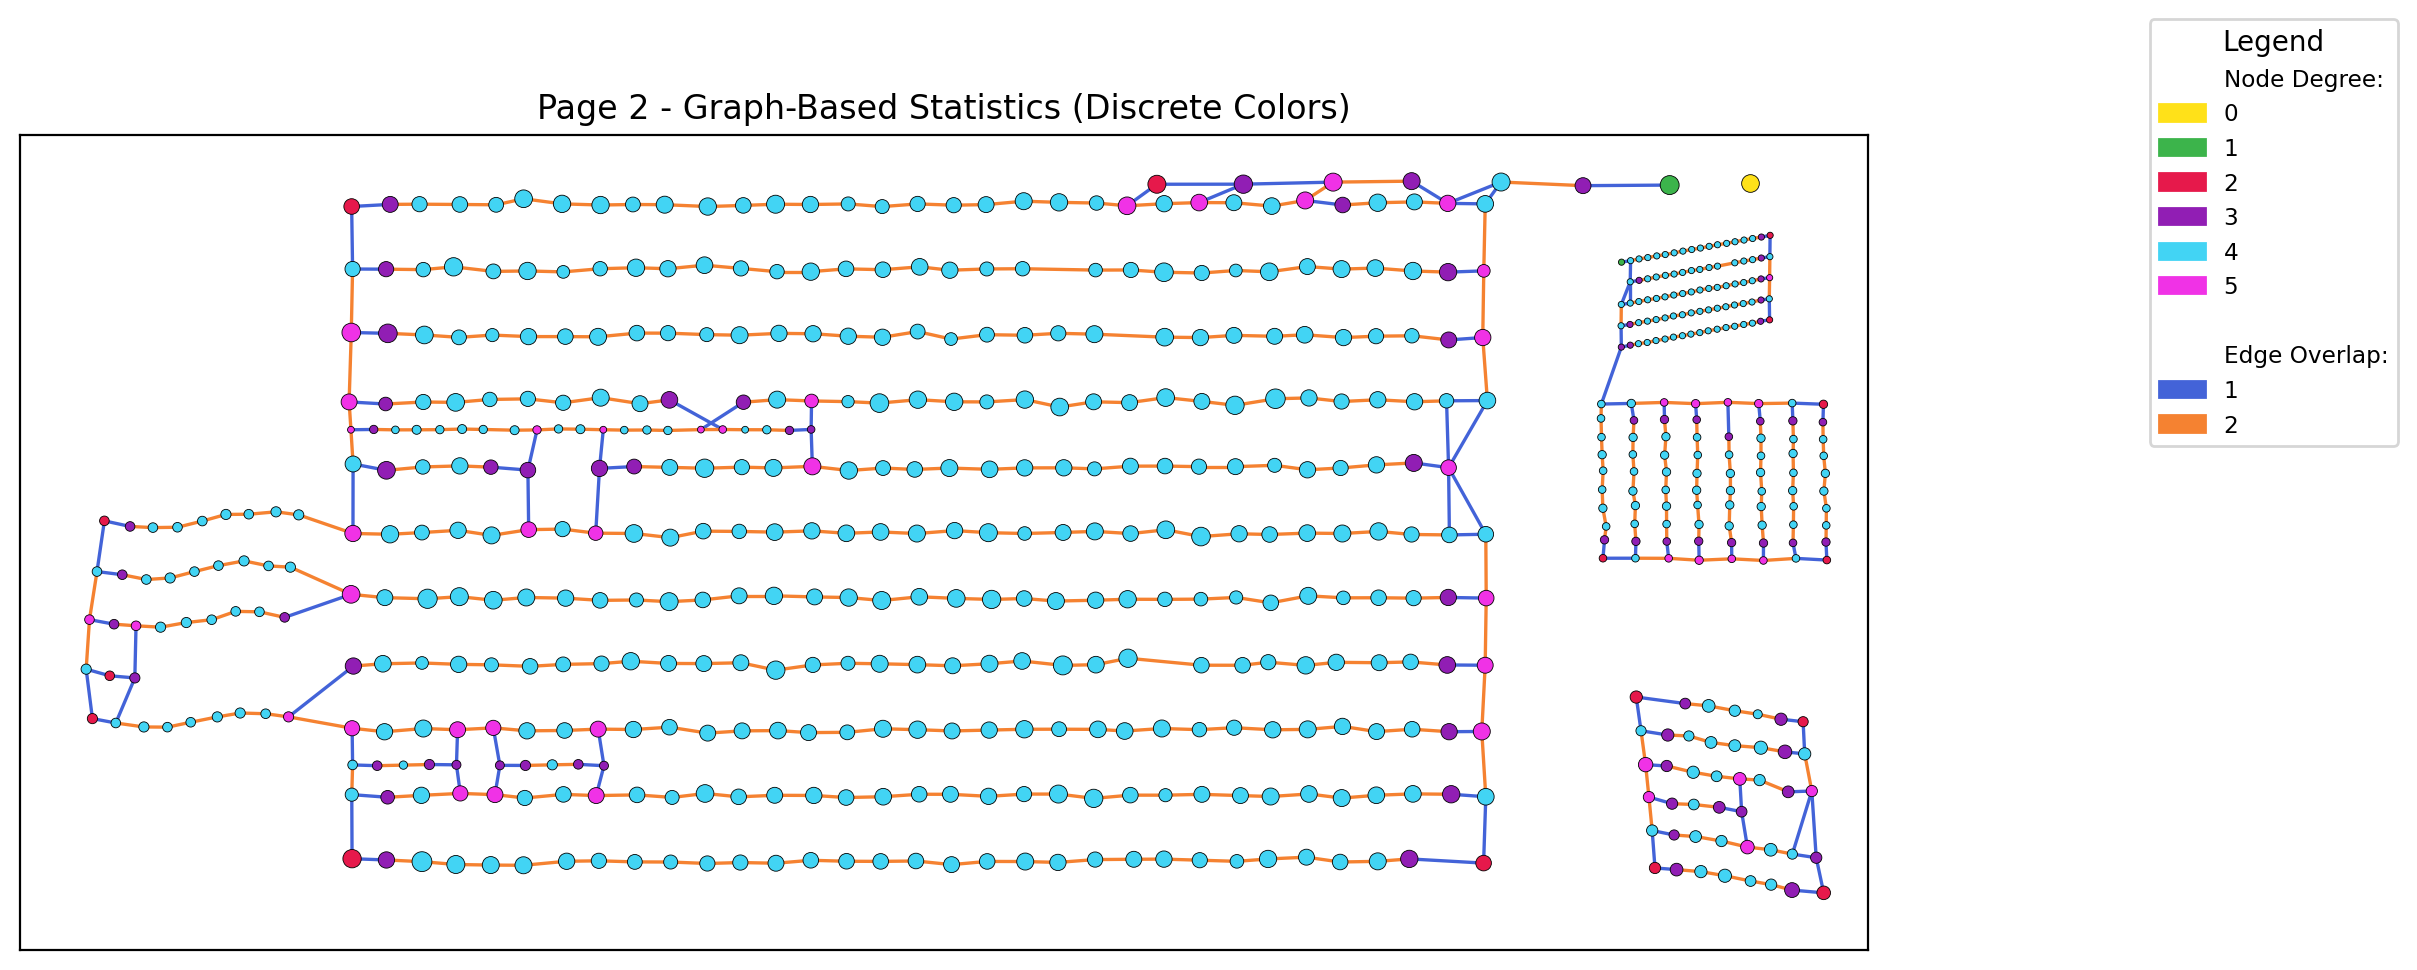 Page 2 - Graph-Based Statistics (Discrete Colors)
Legend
Node Degree:
0
1
2
3
4
5
Edge Overlap:
1
2